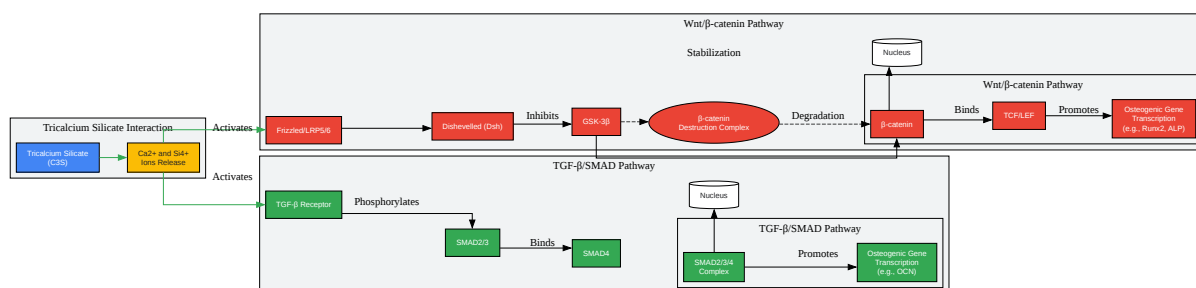 Wnt/β-catenin Pathway
Stabilization
Nucleus
Wnt/β-catenin Pathway
Tricalcium Silicate Interaction
Tricalcium Silicate
(C3S)
Ca2+ and Si4+
Ions Release
Activates
Frizzled/LRP5/6
Dishevelled (Dsh)
Inhibits
GSK-3β
β-catenin
Destruction Complex
Degradation
β-catenin
Binds
TCF/LEF
Promotes
Osteogenic Gene
Transcription
(e.g., Runx2, ALP)
TGF-β/SMAD Pathway
Activates
TGF-β Receptor
Phosphorylates
SMAD2/3
Binds
SMAD4
Nucleus
TGF-β/SMAD Pathway
SMAD2/3/4
Complex
Promotes
Osteogenic Gene
Transcription
(e.g., OCN)